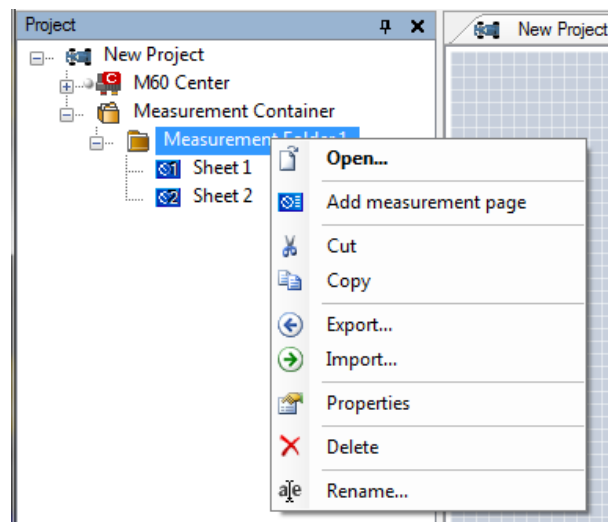 Project
New Project
New Project
M60 Center
Measurement Container
Measurement Folder 1
Sheet 1
Sheet 2
Open...
Add measurement page
Cut
Copy
Export...
Import...
Properties
Delete
Rename...